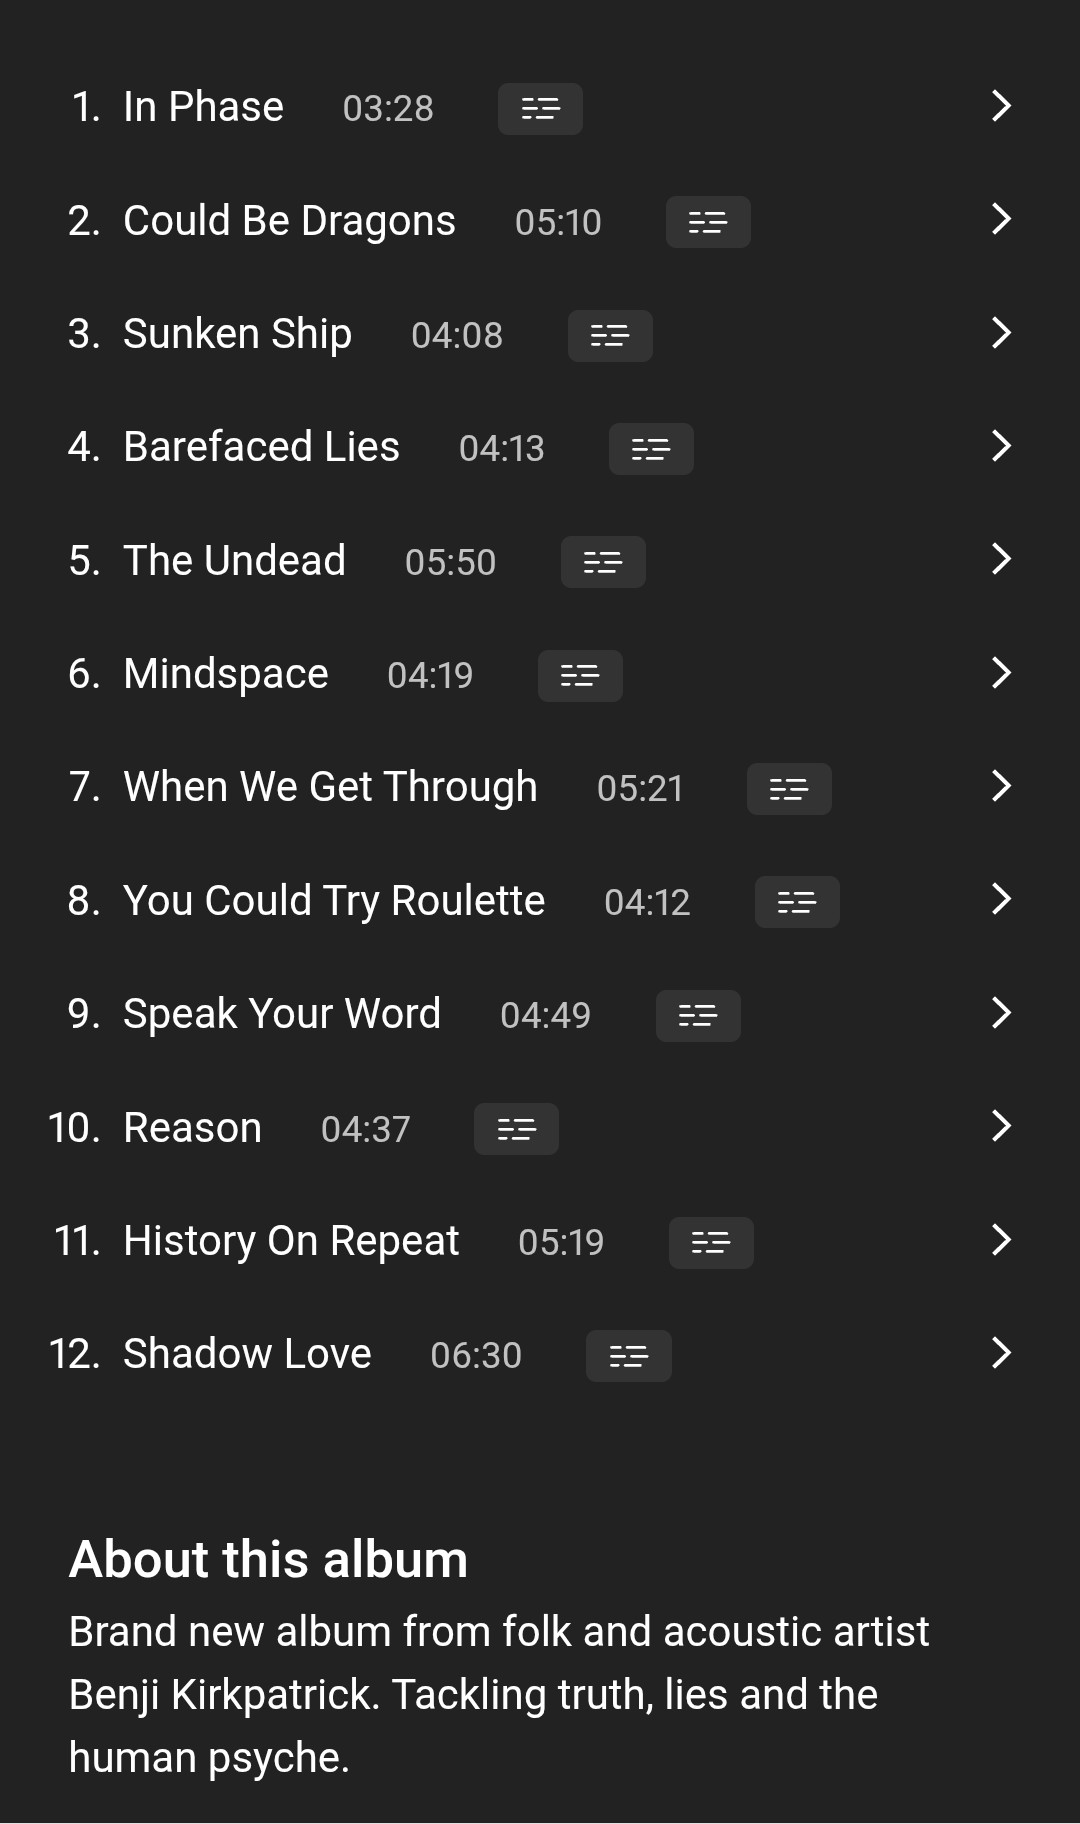 1. In Phase 03:28
2. Could Be Dragons 05:10
3. Sunken Ship 04:08
4. Barefaced Lies 04:13
5. The Undead 05:50
6. Mindspace 04:19
7. When We Get Through 05:21
8. You Could Try Roulette 04:12
9. Speak Your Word 04:49
10. Reason 04:37
11. History On Repeat 05:19
12. Shadow Love 06:30
About this album
Brand new album from folk and acoustic artist
Benji Kirkpatrick. Tackling truth, lies and the
human psyche.